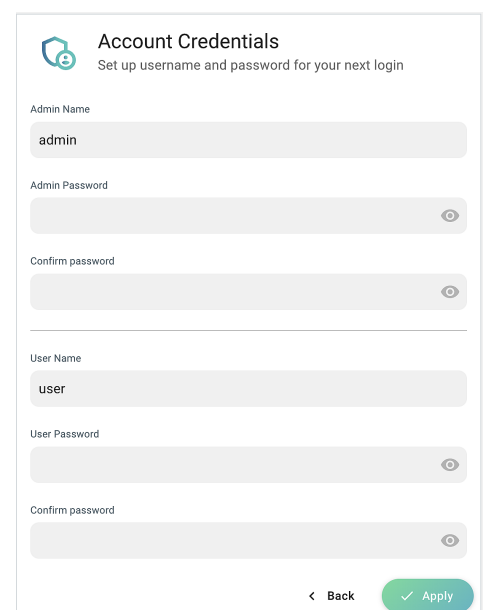 Account Credentials
Set up username and password for your next login
Admin Name
admin
Admin Password
Confirm password
User Name
user
User Password
Confirm password
Back
Apply